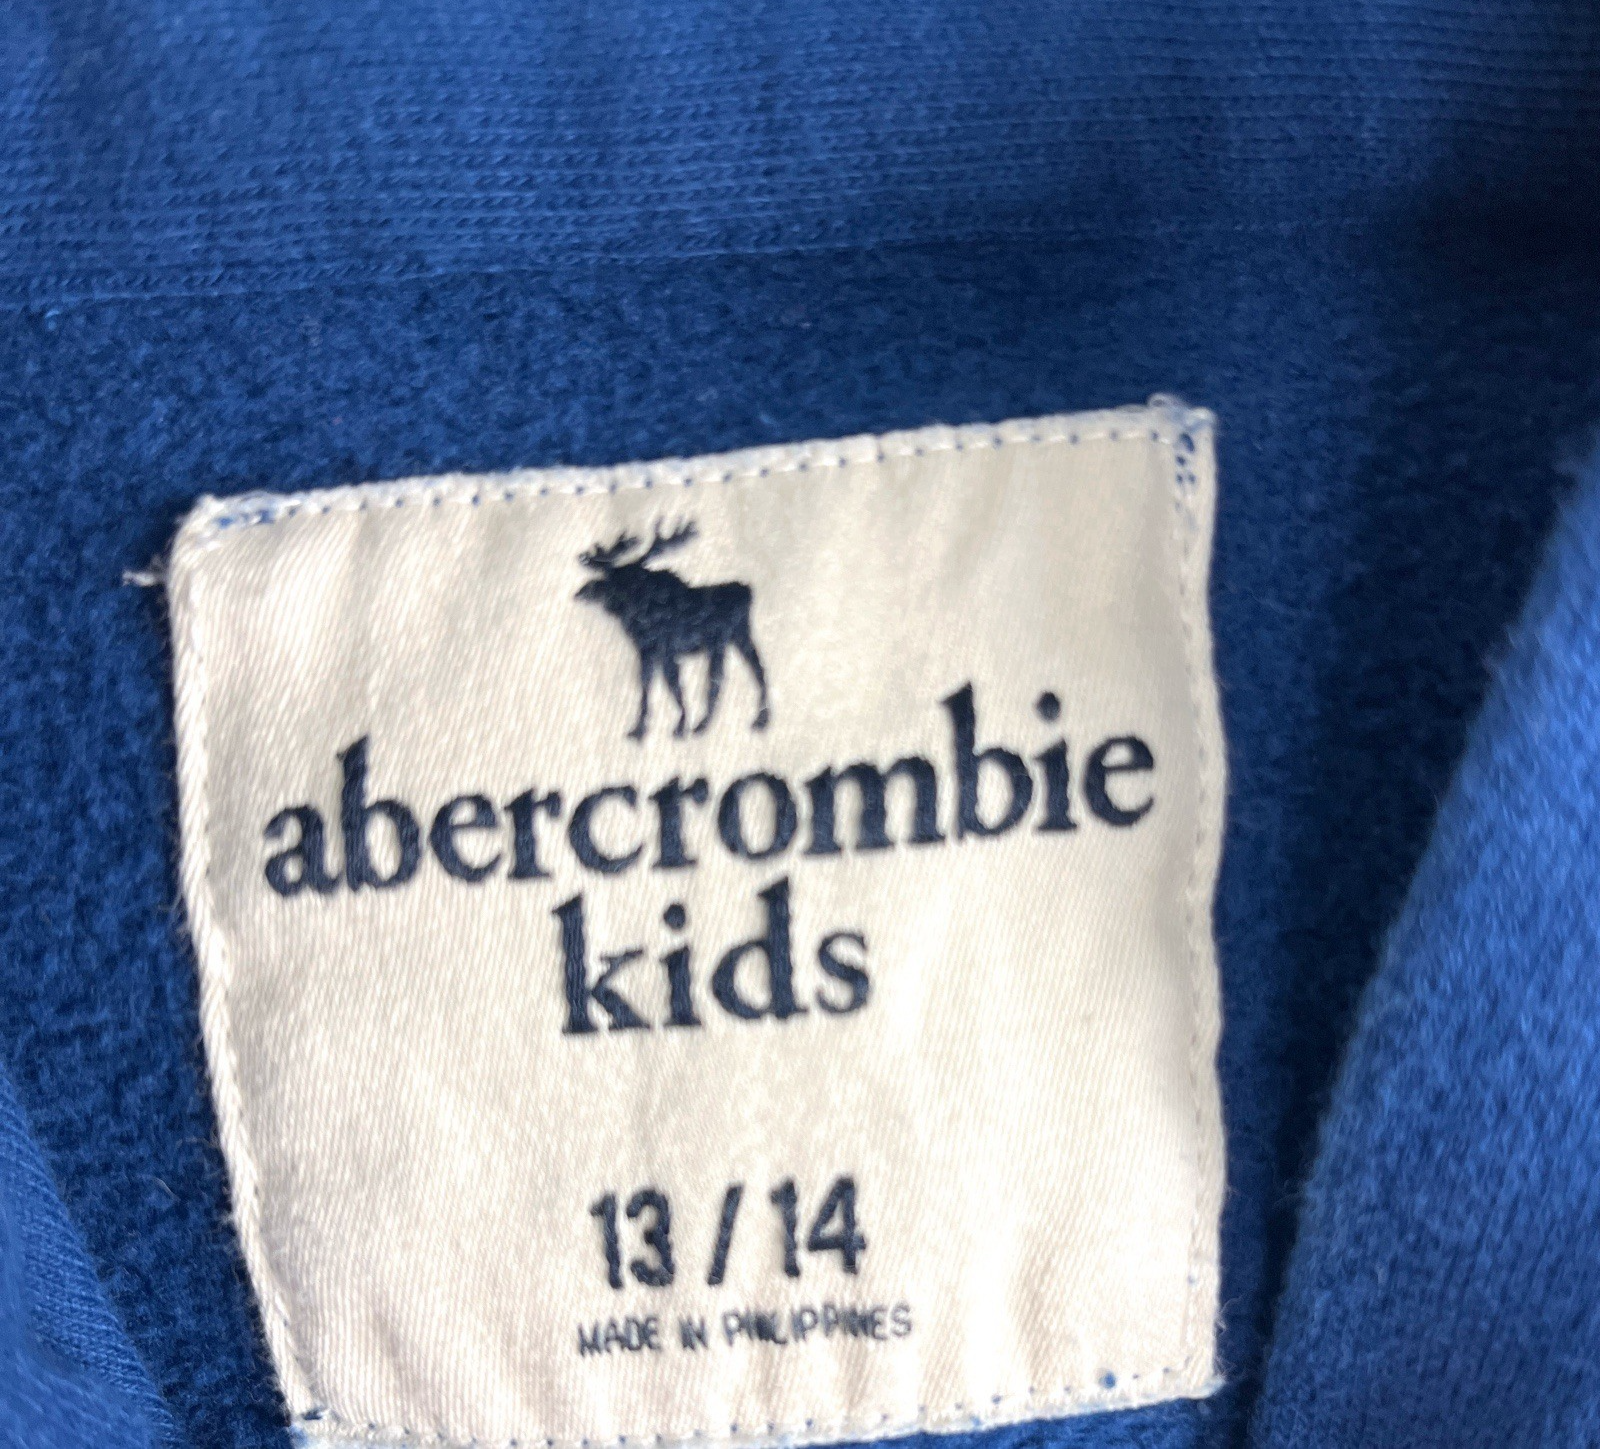 abercrombie
kids
13 / 14
MADE IN PHILIPPINES